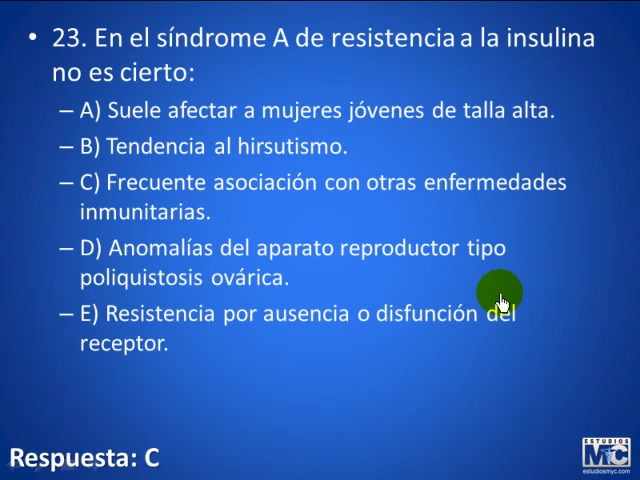 • 23. En el síndrome A de resistencia a la insulina
no es cierto:
– A) Suele afectar a mujeres jóvenes de talla alta.
– B) Tendencia al hirsutismo.
– C) Frecuente asociación con otras enfermedades
inmunitarias.
– D) Anomalías del aparato reproductor tipo
poliquistosis ovárica.
– E) Resistencia por ausencia o disfunción del
receptor.
Respuesta: C
ESTUDIOS
MyC
estudiosmyc.com